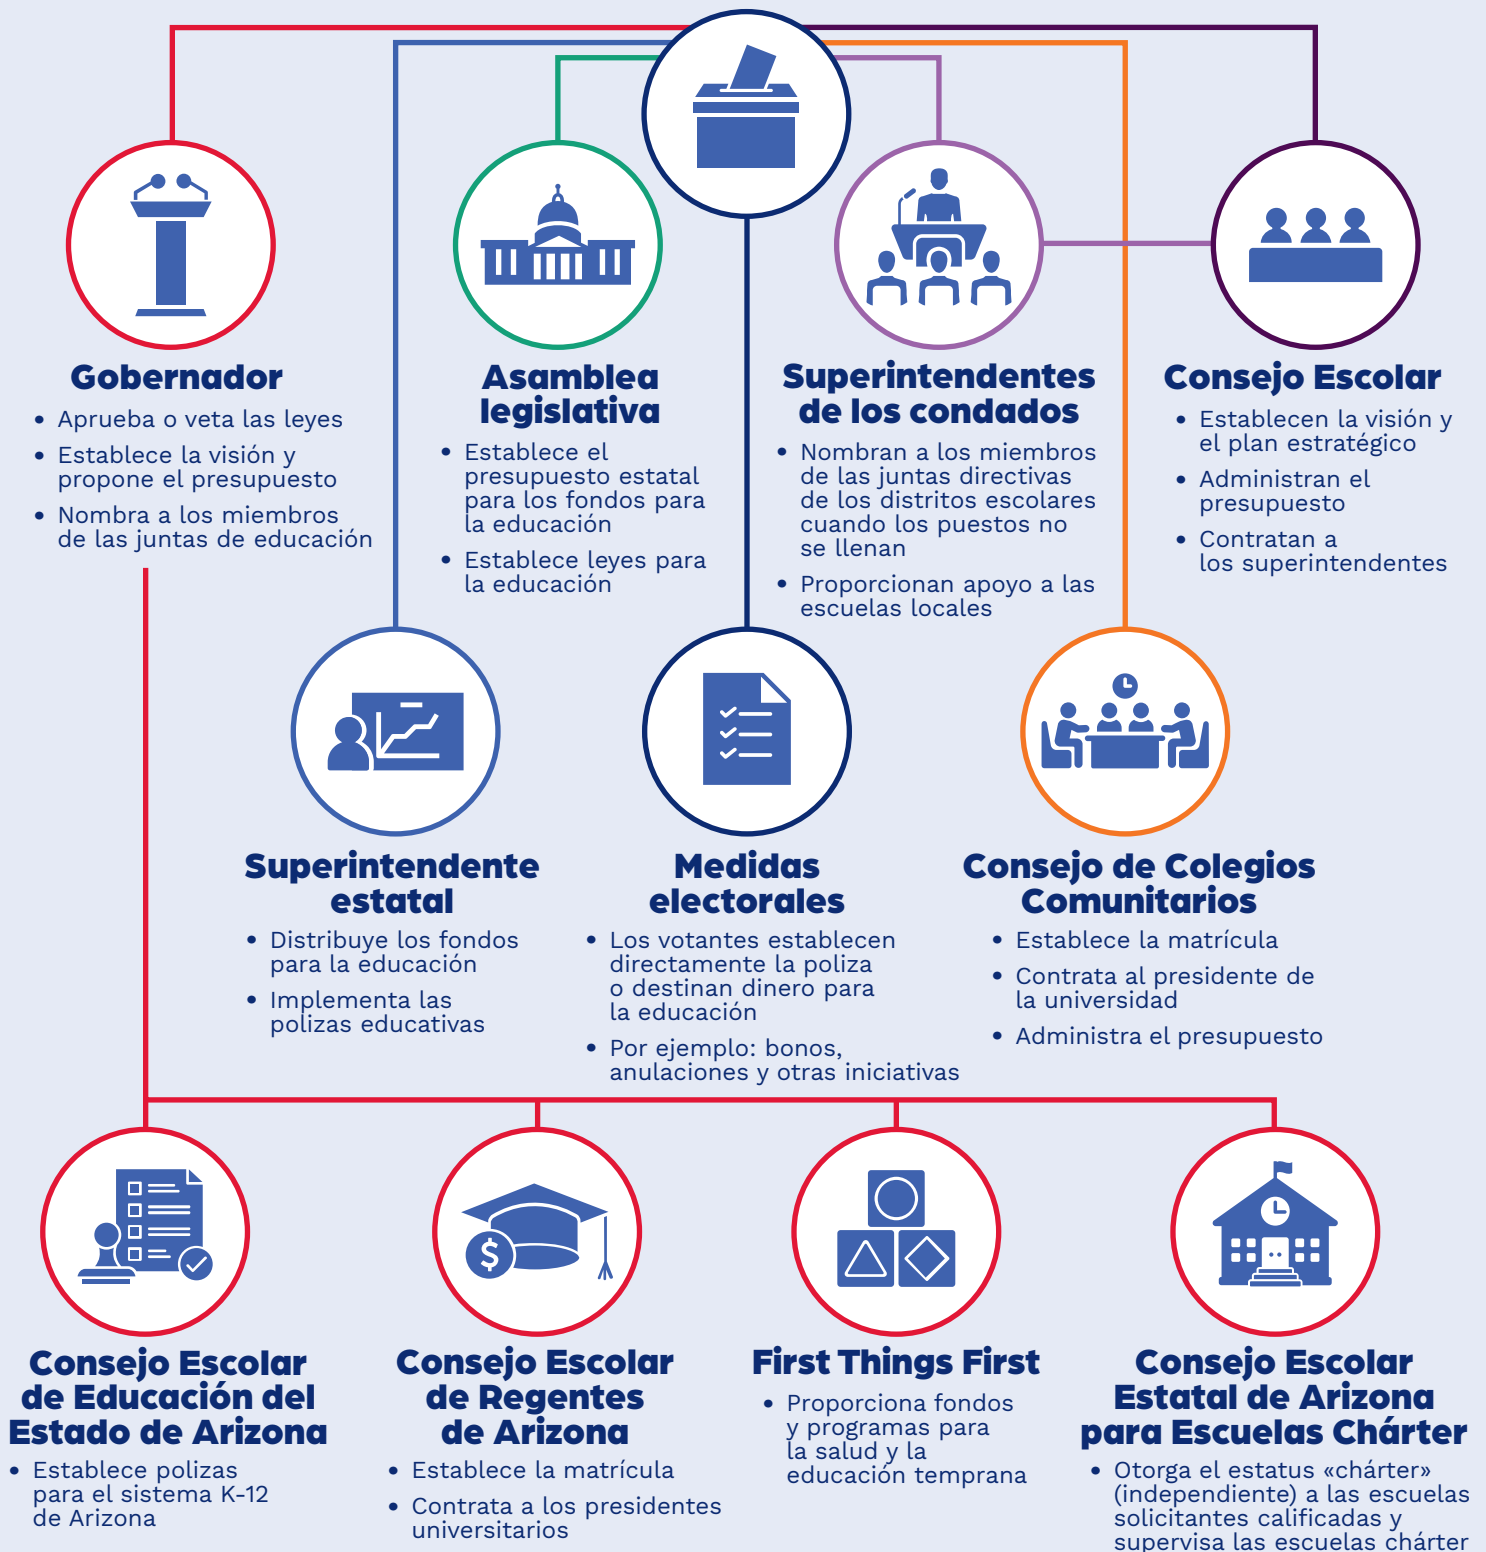 Gobernador
• Aprueba o veta las leyes
• Establece la visión y
propone el presupuesto
• Nombra a los miembros
de las juntas de educación
Asamblea
legislativa
• Establece el
presupuesto estatal
para los fondos para
la educación
• Establece leyes para
la educación
Superintendentes
de los condados
• Nombran a los miembros
de las juntas directivas
de los distritos escolares
cuando los puestos no
se llenan
• Proporcionan apoyo a las
escuelas locales
Consejo Escolar
• Establecen la visión y
el plan estratégico
• Administran el
presupuesto
• Contratan a
los superintendentes
Superintendente
estatal
• Distribuye los fondos
para la educación
• Implementa las
polizas educativas
Medidas
electorales
• Los votantes establecen
directamente la poliza
o destinan dinero para
la educación
• Por ejemplo: bonos,
anulaciones y otras iniciativas
Consejo de Colegios
Comunitarios
• Establece la matrícula
• Contrata al presidente de
la universidad
• Administra el presupuesto
$
Consejo Escolar
de Educación del
Estado de Arizona
• Establece polizas
para el sistema K-12
de Arizona
Consejo Escolar
de Regentes
de Arizona
• Establece la matrícula
• Contrata a los presidentes
universitarios
First Things First
• Proporciona fondos
y programas para
la salud y la
educación temprana
Consejo Escolar
Estatal de Arizona
para Escuelas Chárter
• Otorga el estatus «chárter»
(independiente) a las escuelas
solicitantes calificadas y
supervisa las escuelas chárter